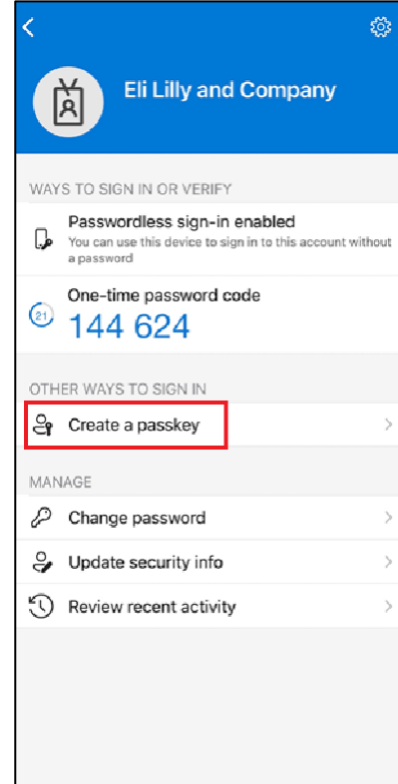 Eli Lilly and Company
WAYS TO SIGN IN OR VERIFY
Passwordless sign-in enabled
You can use this device to sign in to this account without
a password
One-time password code
21
144 624
OTHER WAYS TO SIGN IN
Create a passkey
MANAGE
Change password
Update security info
Review recent activity